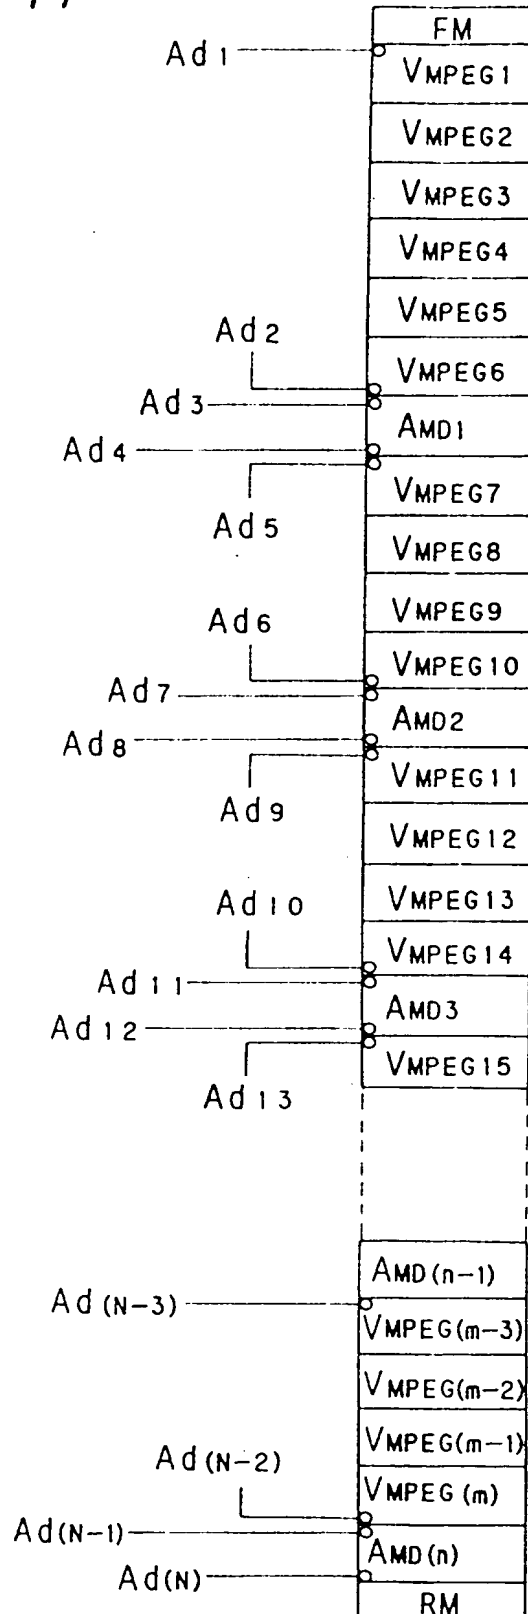 FM
Ad1
VMPEG1
VMPEG2
VMPEG3
VMPEG4
VMPEG5
Ad2
VMPEG6
Ad3
AMD1
Ad4
VMPEG7
Ad5
VMPEG8
VMPEG9
Ad6
VMPEG10
Ad7
AMD2
Ad8
VMPEG11
Ad9
VMPEG12
VMPEG13
Ad10
VMPEG14
Ad11
AMD3
Ad12
VMPEG15
Ad13
AMD(n-1)
Ad(N-3)
VMPEG(m-3)
VMPEG(m-2)
VMPEG(m-1)
Ad(N-2)
VMPEG(m)
Ad(N-1)
AMD(n)
Ad(N)
RM